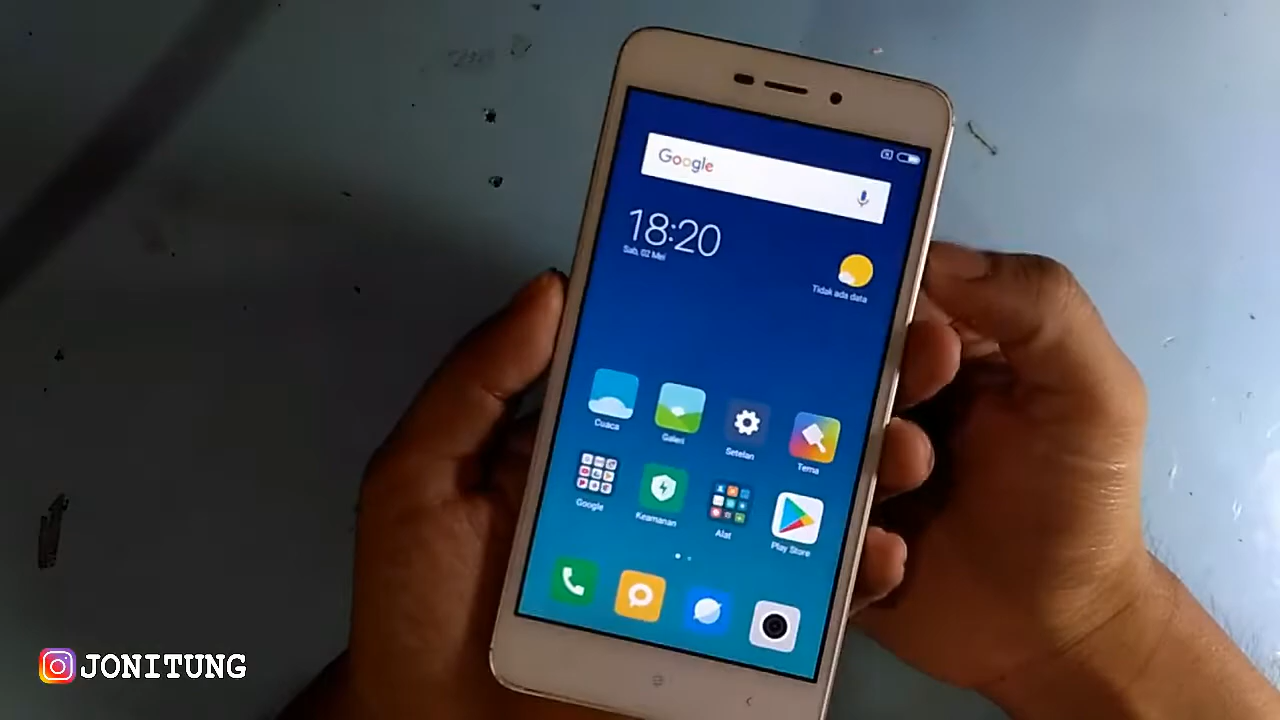 Google
18:20
Sab, 02 Mei
Tidak ada data
Cuaca
Galeri
Setelan
Tema
Google
Keamanan
Alat
Play Store
JONITUNG